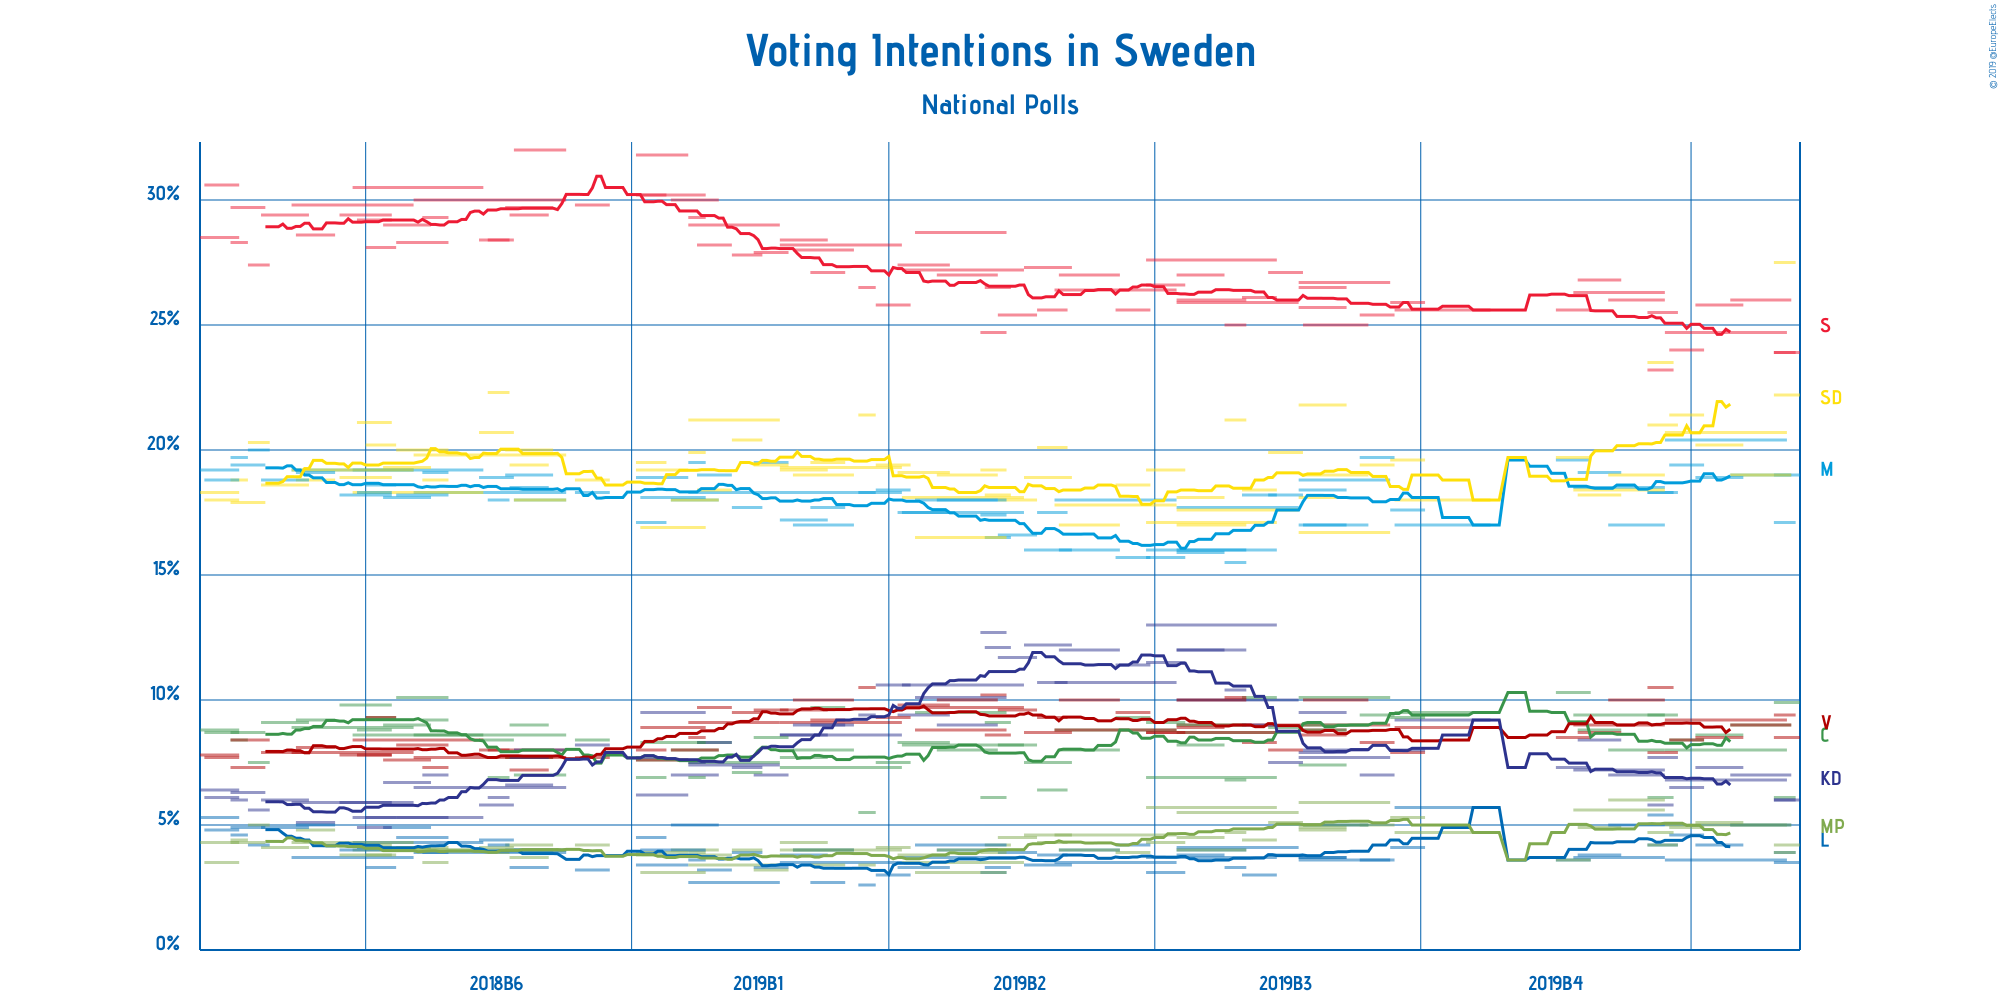 Voting Intentions in Sweden
National Polls
© 2019 @EuropeElects
30%
25%
20%
15%
10%
5%
0%
S
SD
M
V
C
KD
MP
L
2018B6 2019B1 2019B2 2019B3 2019B4